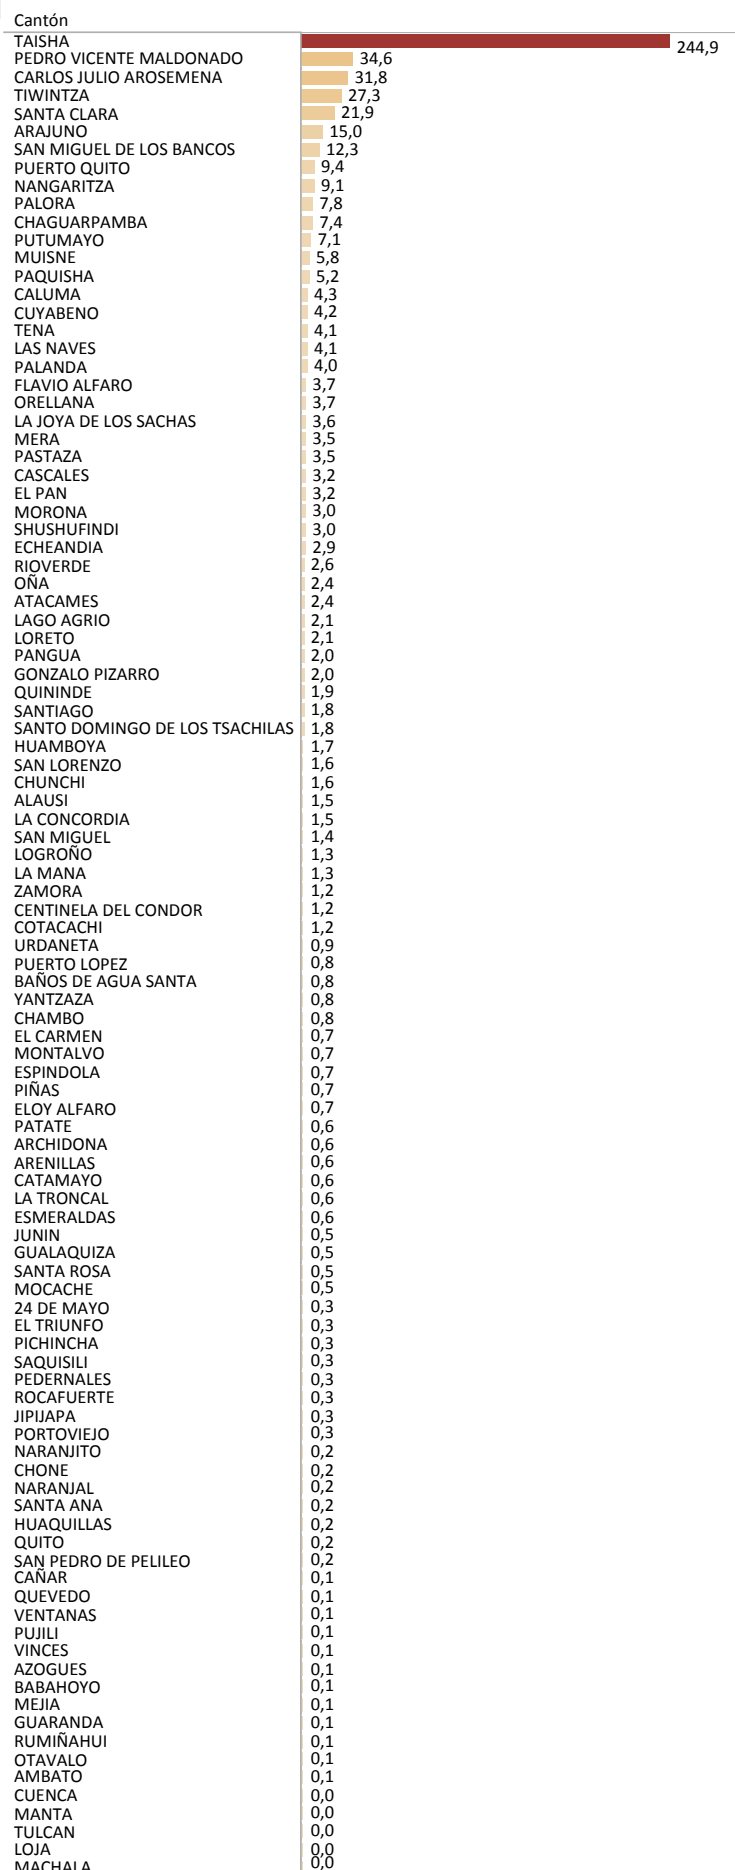 Cantón
TAISHA 244,9
PEDRO VICENTE MALDONADO 34,6
CARLOS JULIO AROSEMENA 31,8
TIWINTZA 27,3
SANTA CLARA 21,9
ARAJUNO 15,0
SAN MIGUEL DE LOS BANCOS 12,3
PUERTO QUITO 9,4
NANGARITZA 9,1
PALORA 7,8
CHAGUARPAMBA 7,4
PUTUMAYO 7,1
MUISNE 5,8
PAQUISHA 5,2
CALUMA 4,3
CUYABENO 4,2
TENA 4,1
LAS NAVES 4,1
PALANDA 4,0
FLAVIO ALFARO 3,7
ORELLANA 3,7
LA JOYA DE LOS SACHAS 3,6
MERA 3,5
PASTAZA 3,5
CASCALES 3,2
EL PAN 3,2
MORONA 3,0
SHUSHUFINDI 3,0
ECHEANDIA 2,9
RIOVERDE 2,6
OÑA 2,4
ATACAMES 2,4
LAGO AGRIO 2,1
LORETO 2,1
PANGUA 2,0
GONZALO PIZARRO 2,0
QUININDE 1,9
SANTIAGO 1,8
SANTO DOMINGO DE LOS TSACHILAS 1,8
HUAMBOYA 1,7
SAN LORENZO 1,6
CHUNCHI 1,6
ALAUSI 1,5
LA CONCORDIA 1,5
SAN MIGUEL 1,4
LOGROÑO 1,3
LA MANA 1,3
ZAMORA 1,2
CENTINELA DEL CONDOR 1,2
COTACACHI 1,2
URDANETA 0,9
PUERTO LOPEZ 0,8
BAÑOS DE AGUA SANTA 0,8
YANTZAZA 0,8
CHAMBO 0,8
EL CARMEN 0,7
MONTALVO 0,7
ESPINDOLA 0,7
PIÑAS 0,7
ELOY ALFARO 0,7
PATATE 0,6
ARCHIDONA 0,6
ARENILLAS 0,6
CATAMAYO 0,6
LA TRONCAL 0,6
ESMERALDAS 0,6
JUNIN 0,5
GUALAQUIZA 0,5
SANTA ROSA 0,5
MOCACHE 0,5
24 DE MAYO 0,3
EL TRIUNFO 0,3
PICHINCHA 0,3
SAQUISILI 0,3
PEDERNALES 0,3
ROCAFUERTE 0,3
JIPIJAPA 0,3
PORTOVIEJO 0,3
NARANJITO 0,2
CHONE 0,2
NARANJAL 0,2
SANTA ANA 0,2
HUAQUILLAS 0,2
QUITO 0,2
SAN PEDRO DE PELILEO 0,2
CAÑAR 0,1
QUEVEDO 0,1
VENTANAS 0,1
PUJILI 0,1
VINCES 0,1
AZOGUES 0,1
BABAHOYO 0,1
MEJIA 0,1
GUARANDA 0,1
RUMIÑAHUI 0,1
OTAVALO 0,1
AMBATO 0,1
CUENCA 0,0
MANTA 0,0
TULCAN 0,0
LOJA 0,0
MACHALA 0,0